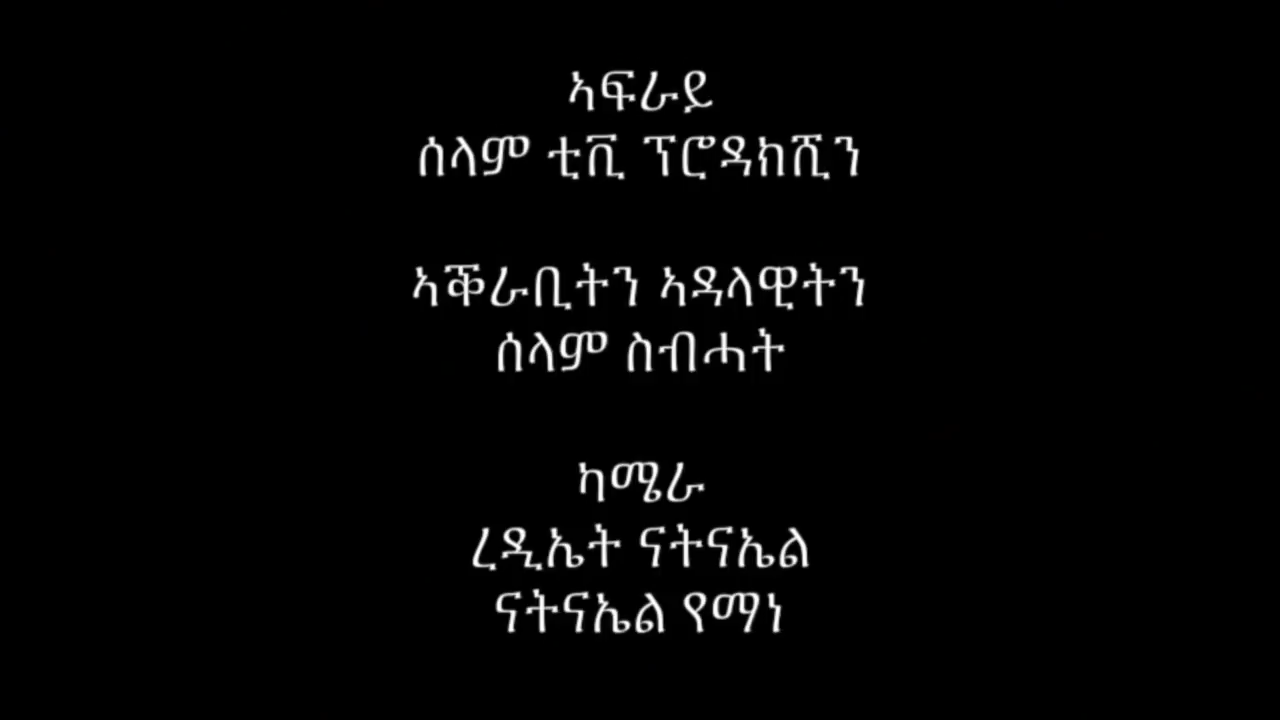 ኣፍራይ
ሰላም ቲቪ ፕሮዳክሺን
ኣቕራቢትን ኣዳላዊትን
ሰላም ስብሓት
ካሜራ
ረዲኤት ናትናኤል
ናትናኤል የማነ